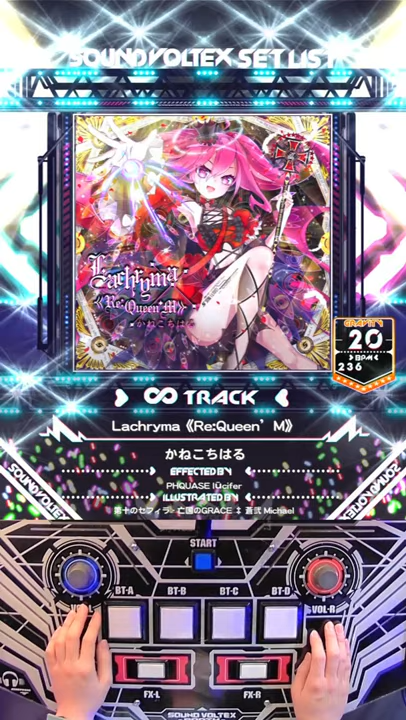 SOUND VOLTEX SET LIST
Lachryma
《Re:Queen'M》
かねこちはる
GRAVITY
20
BPM
236
∞ TRACK
Lachryma《Re:Queen’M》
かねこちはる
EFFECTED BY
PHQUASE lűcifer
ILLUSTRATED BY
第十のセフィラ- 亡国のGRACE ‡ 蒼弐 Michael
SOUND VOLTEX
SOUND VOLTEX
START
BT-A
BT-B
BT-C
BT-D
VOL-L
VOL-R
FX-L
FX-R
SOUND VOLTEX